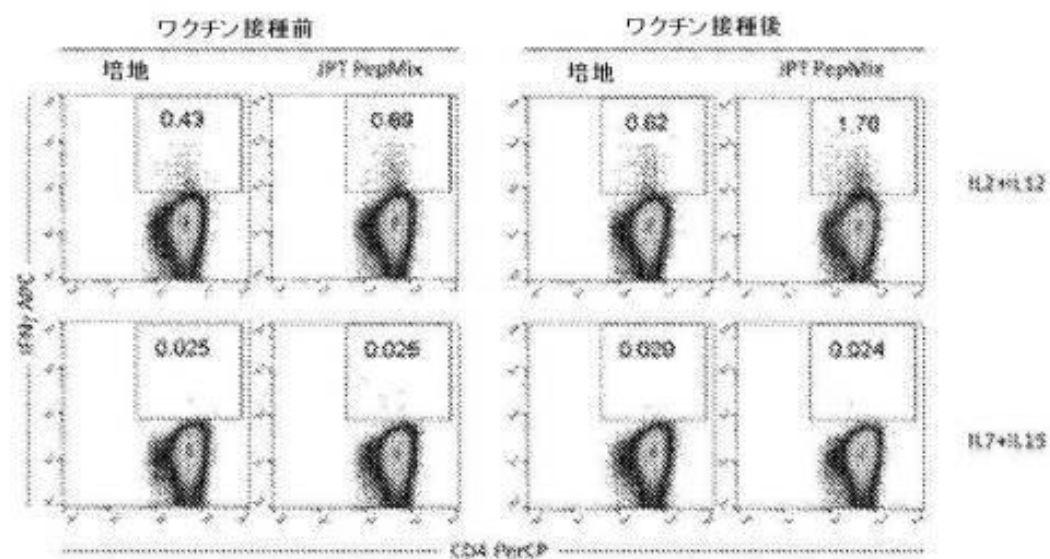 ワクチン接種前 ワクチン接種後
培地 JPT PepMix 培地 JPT PepMix
0.43 0.69 0.62 1.76
IL2+IL12
IFNγ APC
0.025 0.026 0.020 0.024
IL7+IL15
CD4 PerCP